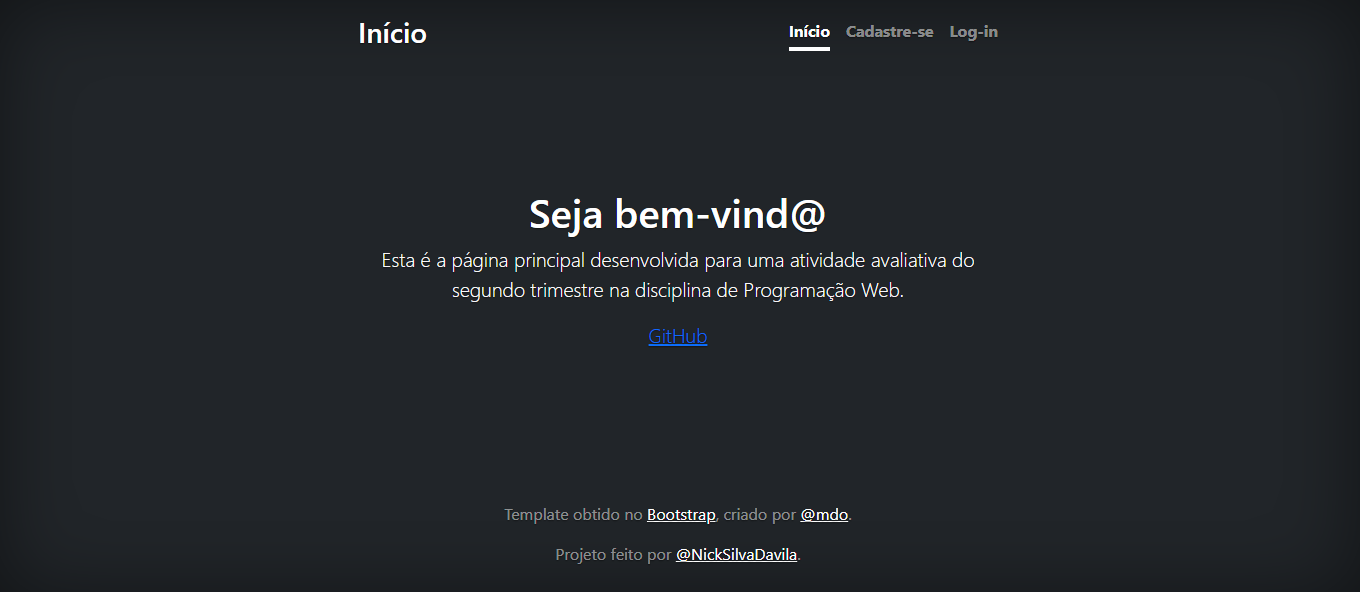 Início
Início Cadastre-se Log-in
Seja bem-vind@
Esta é a página principal desenvolvida para uma atividade avaliativa do
segundo trimestre na disciplina de Programação Web.
GitHub
Template obtido no Bootstrap, criado por @mdo.
Projeto feito por @NickSilvaDavila.